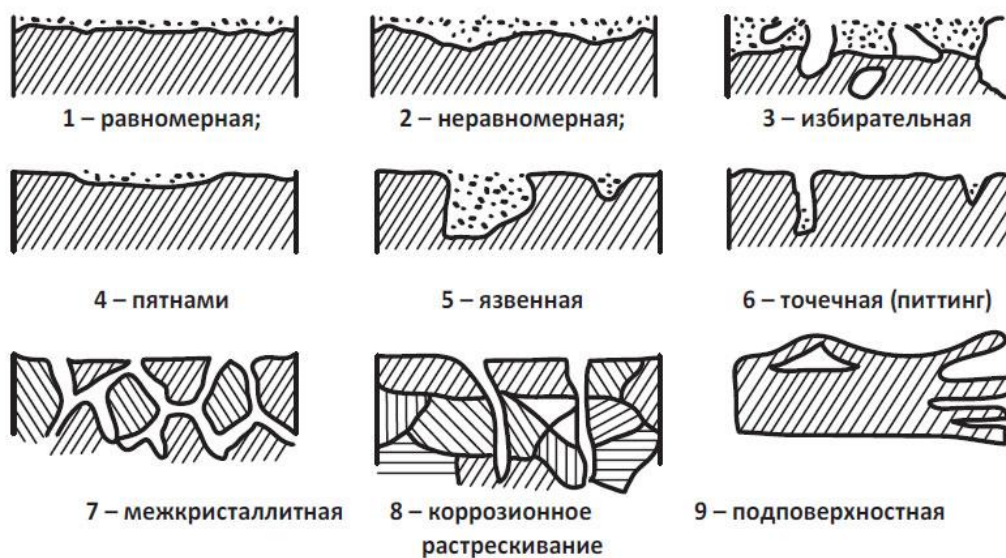 1 – равномерная;
2 – неравномерная;
3 – избирательная
4 – пятнами
5 – язвенная
6 – точечная (питтинг)
7 – межкристаллитная
8 – коррозионное
растрескивание
9 – подповерхностная